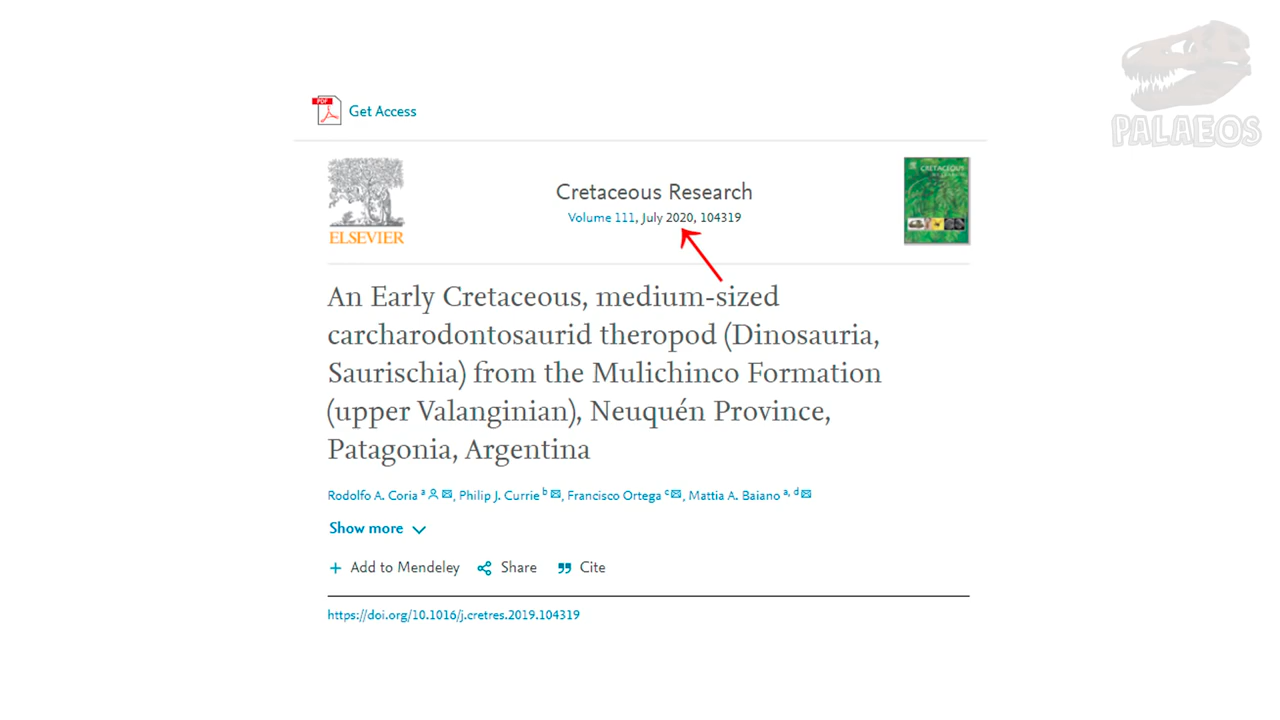 PALAEOS
PDF
Get Access
ELSEVIER
Cretaceous Research
Volume 111, July 2020, 104319
CRETACEOUS
An Early Cretaceous, medium-sized
carcharodontosaurid theropod (Dinosauria,
Saurischia) from the Mulichinco Formation
(upper Valanginian), Neuquén Province,
Patagonia, Argentina
Rodolfo A. Coria a, Philip J. Currie b, Francisco Ortega c, Mattia A. Baiano a, d
Show more
Add to Mendeley Share Cite
https://doi.org/10.1016/j.cretres.2019.104319